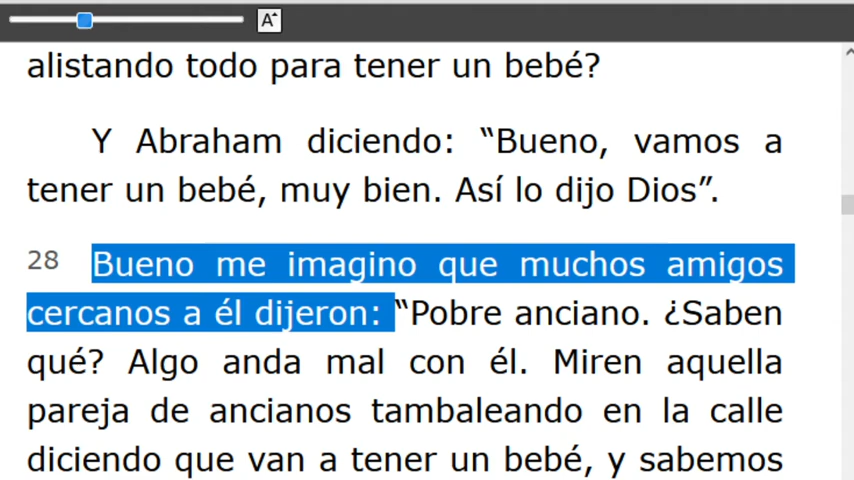 A
alistando todo para tener un bebé?
Y Abraham diciendo: “Bueno, vamos a
tener un bebé, muy bien. Así lo dijo Dios”.
28 Bueno me imagino que muchos amigos
cercanos a él dijeron: “Pobre anciano. ¿Saben
qué? Algo anda mal con él. Miren aquella
pareja de ancianos tambaleando en la calle
diciendo que van a tener un bebé, y sabemos